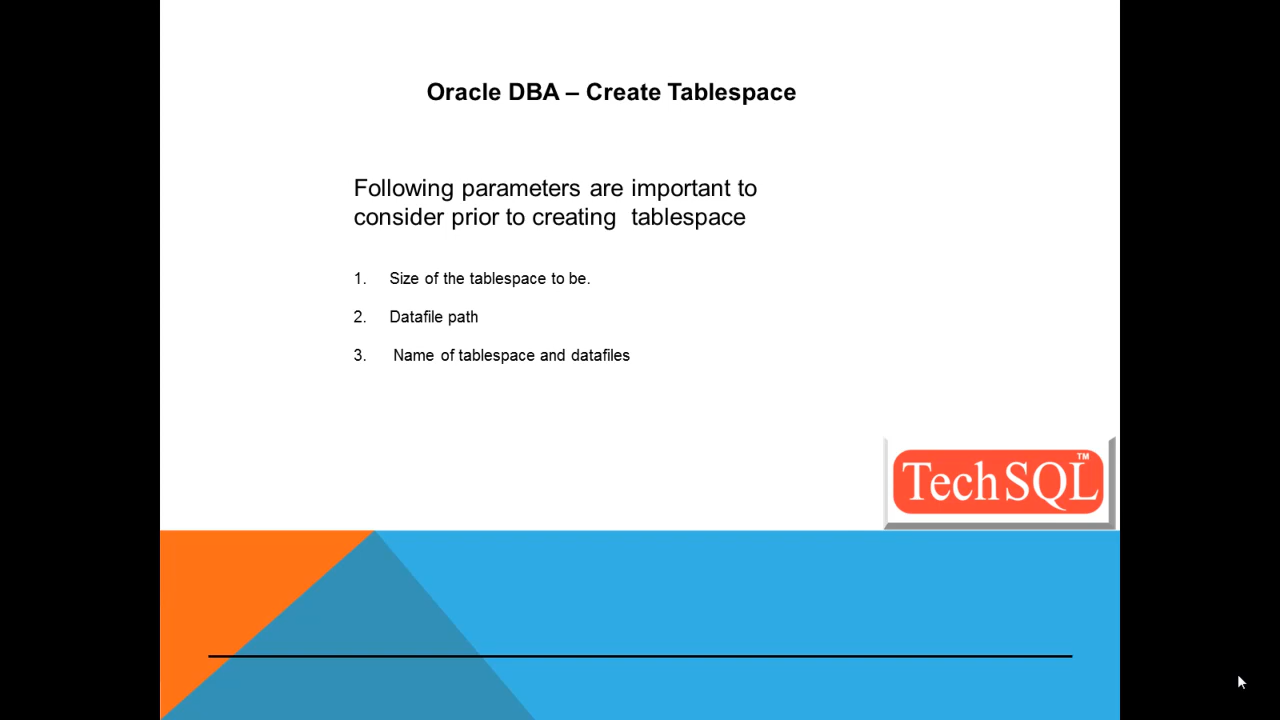 Oracle DBA – Create Tablespace
Following parameters are important to
consider prior to creating tablespace
1. Size of the tablespace to be.
2. Datafile path
3. Name of tablespace and datafiles
TechSQL™